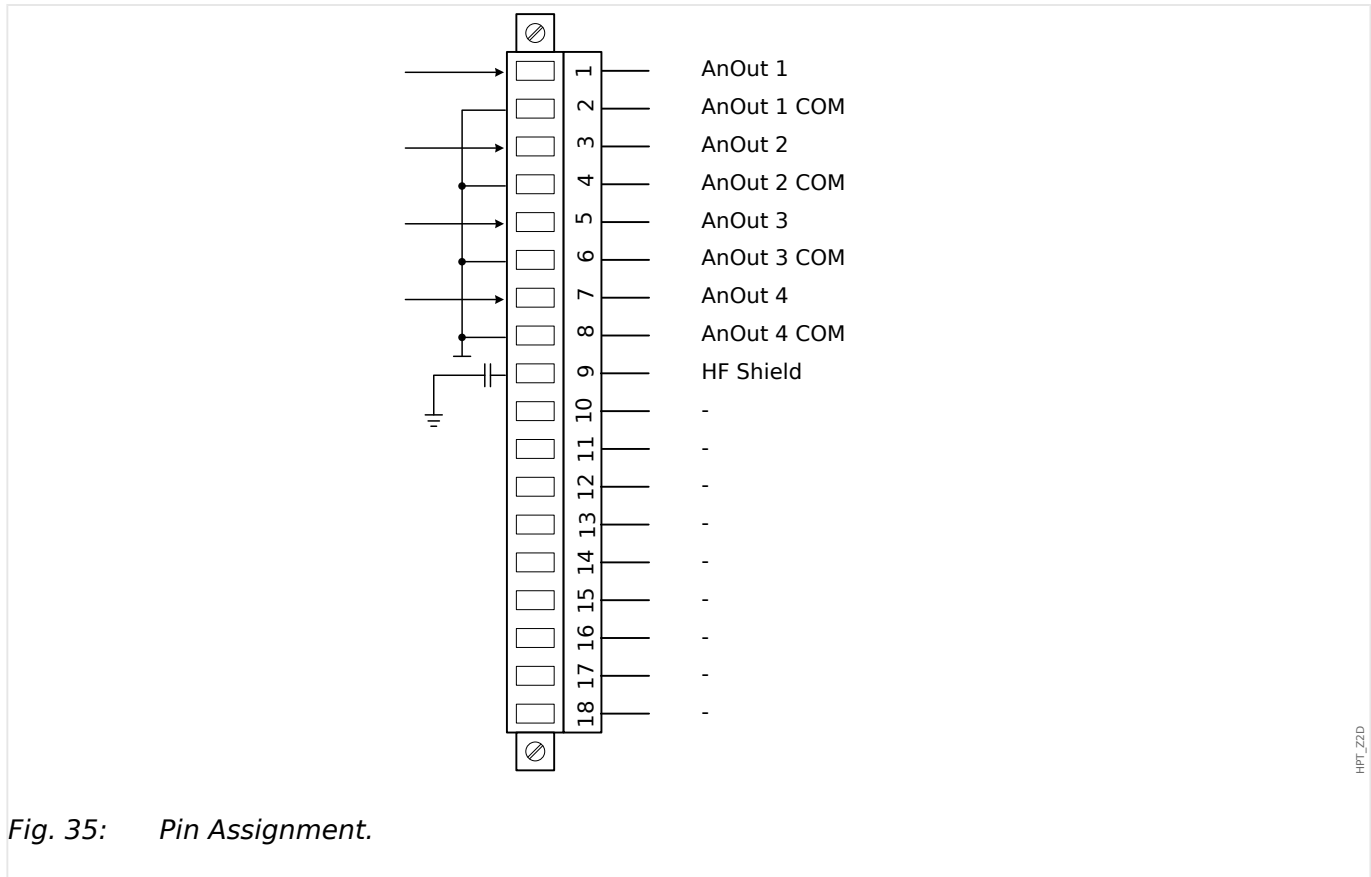 1 AnOut 1
2 AnOut 1 COM
3 AnOut 2
4 AnOut 2 COM
5 AnOut 3
6 AnOut 3 COM
7 AnOut 4
8 AnOut 4 COM
9 HF Shield
10 -
11 -
12 -
13 -
14 -
15 -
16 -
17 -
18 -
HPT_Z2D
Fig. 35: Pin Assignment.